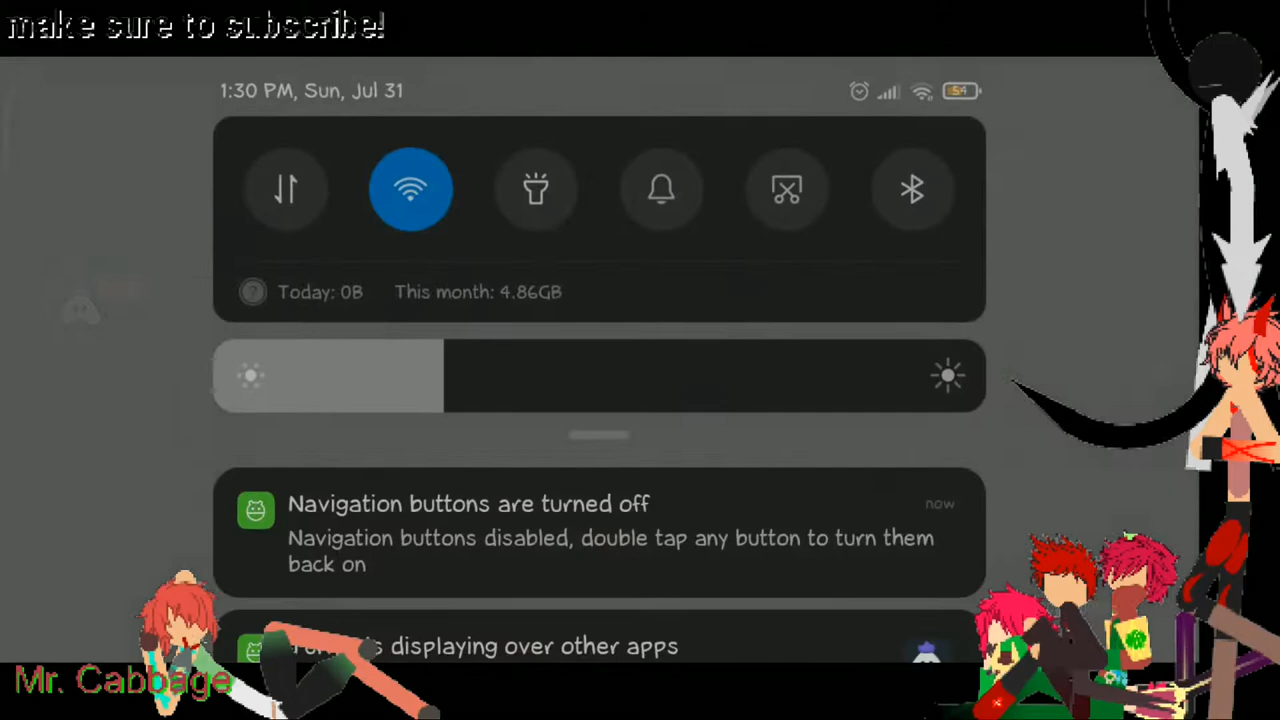 make sure to subscribe!
1:30 PM, Sun, Jul 31
54
Today: 0B This month: 4.86GB
Navigation buttons are turned off now
Navigation buttons disabled, double tap any button to turn them
back on
is displaying over other apps
Mr. Cabbage